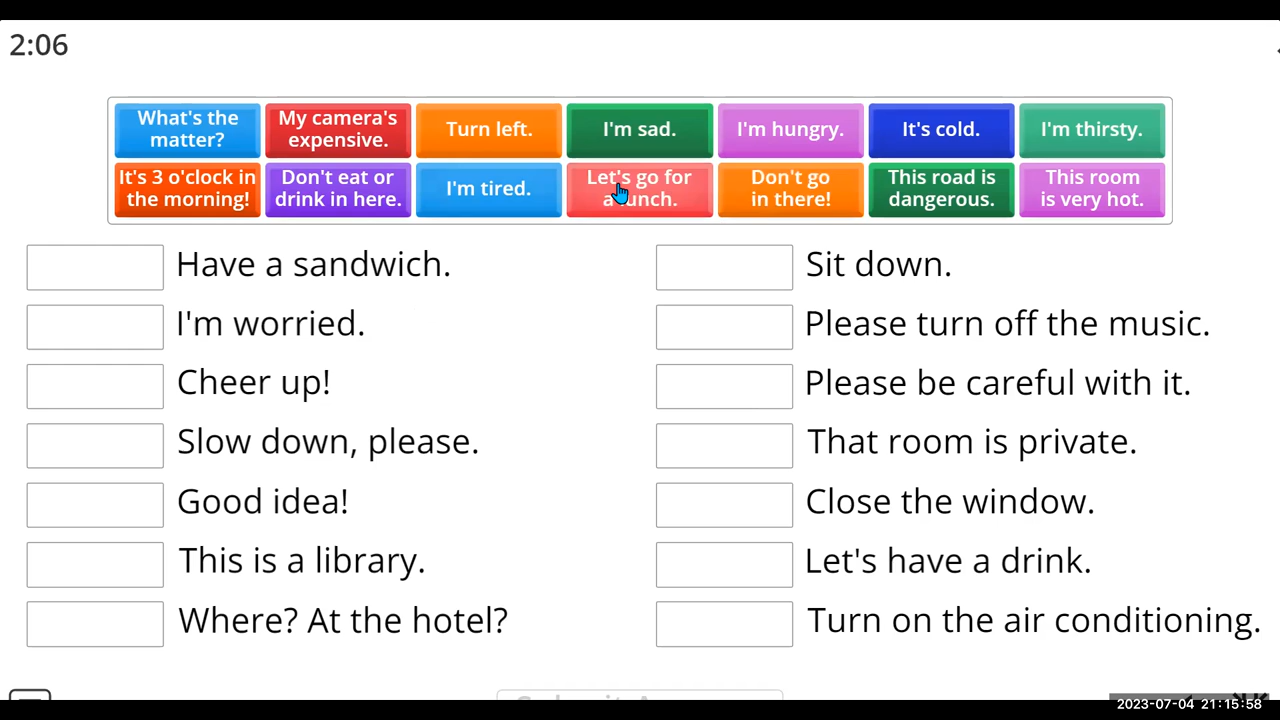 2:06
What's the matter?
My camera's expensive.
Turn left.
I'm sad.
I'm hungry.
It's cold.
I'm thirsty.
It's 3 o'clock in the morning!
Don't eat or drink in here.
I'm tired.
Let's go for a lunch.
Don't go in there!
This road is dangerous.
This room is very hot.
Have a sandwich.
I'm worried.
Cheer up!
Slow down, please.
Good idea!
This is a library.
Where? At the hotel?
Sit down.
Please turn off the music.
Please be careful with it.
That room is private.
Close the window.
Let's have a drink.
Turn on the air conditioning.
2023-07-04 21:15:58